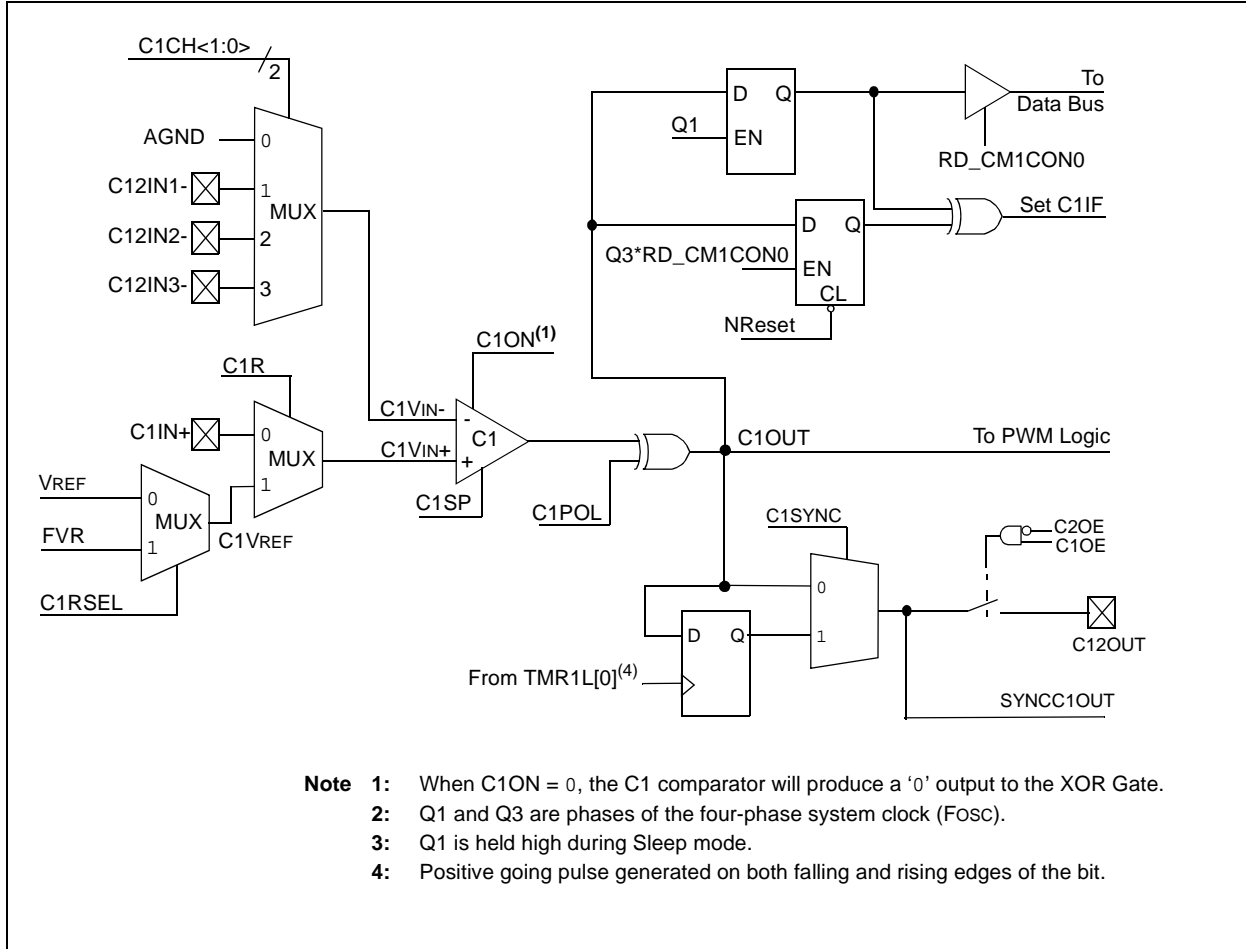 C1CH<1:0>
2
AGND
0
C12IN1-
1
MUX
C12IN2-
2
C12IN3-
3
D Q
Q1
EN
To
Data Bus
RD_CM1CON0
D Q
Q3*RD_CM1CON0
EN
CL
NReset
Set C1IF
C1R
C1IN+
0
MUX
1
VREF
0
MUX
FVR
1
C1VREF
C1RSEL
C1ON(1)
C1VIN-
-
C1
C1VIN+
+
C1SP
C1POL
C1OUT
To PWM Logic
C1SYNC
0
1
D Q
From TMR1L[0](4)
C2OE
C1OE
C12OUT
SYNCC1OUT
Note 1: When C1ON = 0, the C1 comparator will produce a ‘0’ output to the XOR Gate.
2: Q1 and Q3 are phases of the four-phase system clock (FOSC).
3: Q1 is held high during Sleep mode.
4: Positive going pulse generated on both falling and rising edges of the bit.